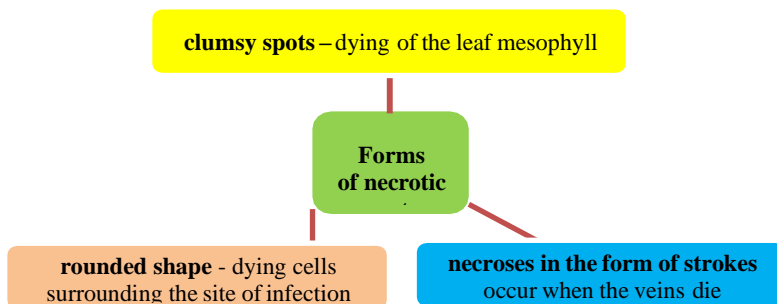 clumsy spots – dying of the leaf mesophyll
Forms
of necrotic
rounded shape - dying cells
surrounding the site of infection
necroses in the form of strokes
occur when the veins die